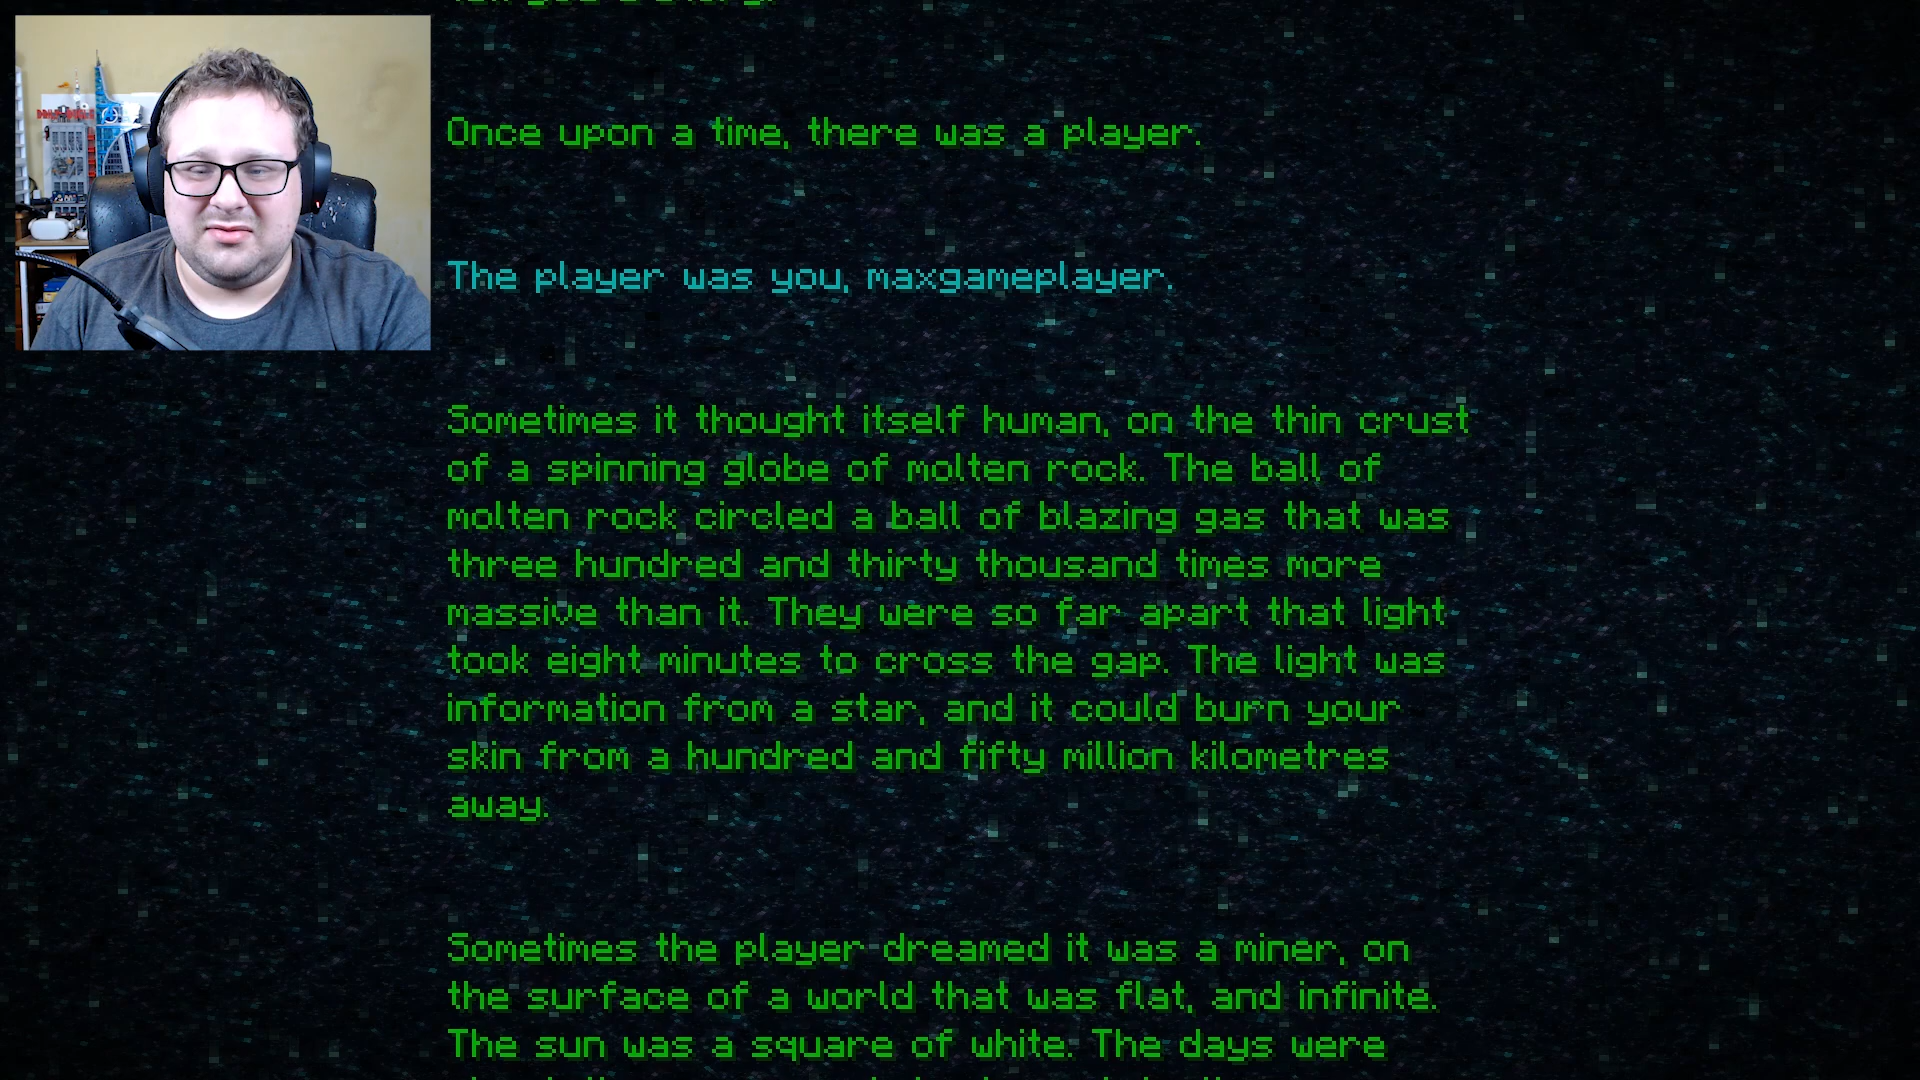 Once upon a time, there was a player.
The player was you, maxgameplayer.
Sometimes it thought itself human, on the thin crust
of a spinning globe of molten rock. The ball of
molten rock circled a ball of blazing gas that was
three hundred and thirty thousand times more
massive than it. They were so far apart that light
took eight minutes to cross the gap. The light was
information from a star, and it could burn your
skin from a hundred and fifty million kilometres
away.
Sometimes the player dreamed it was a miner, on
the surface of a world that was flat, and infinite.
The sun was a square of white. The days were